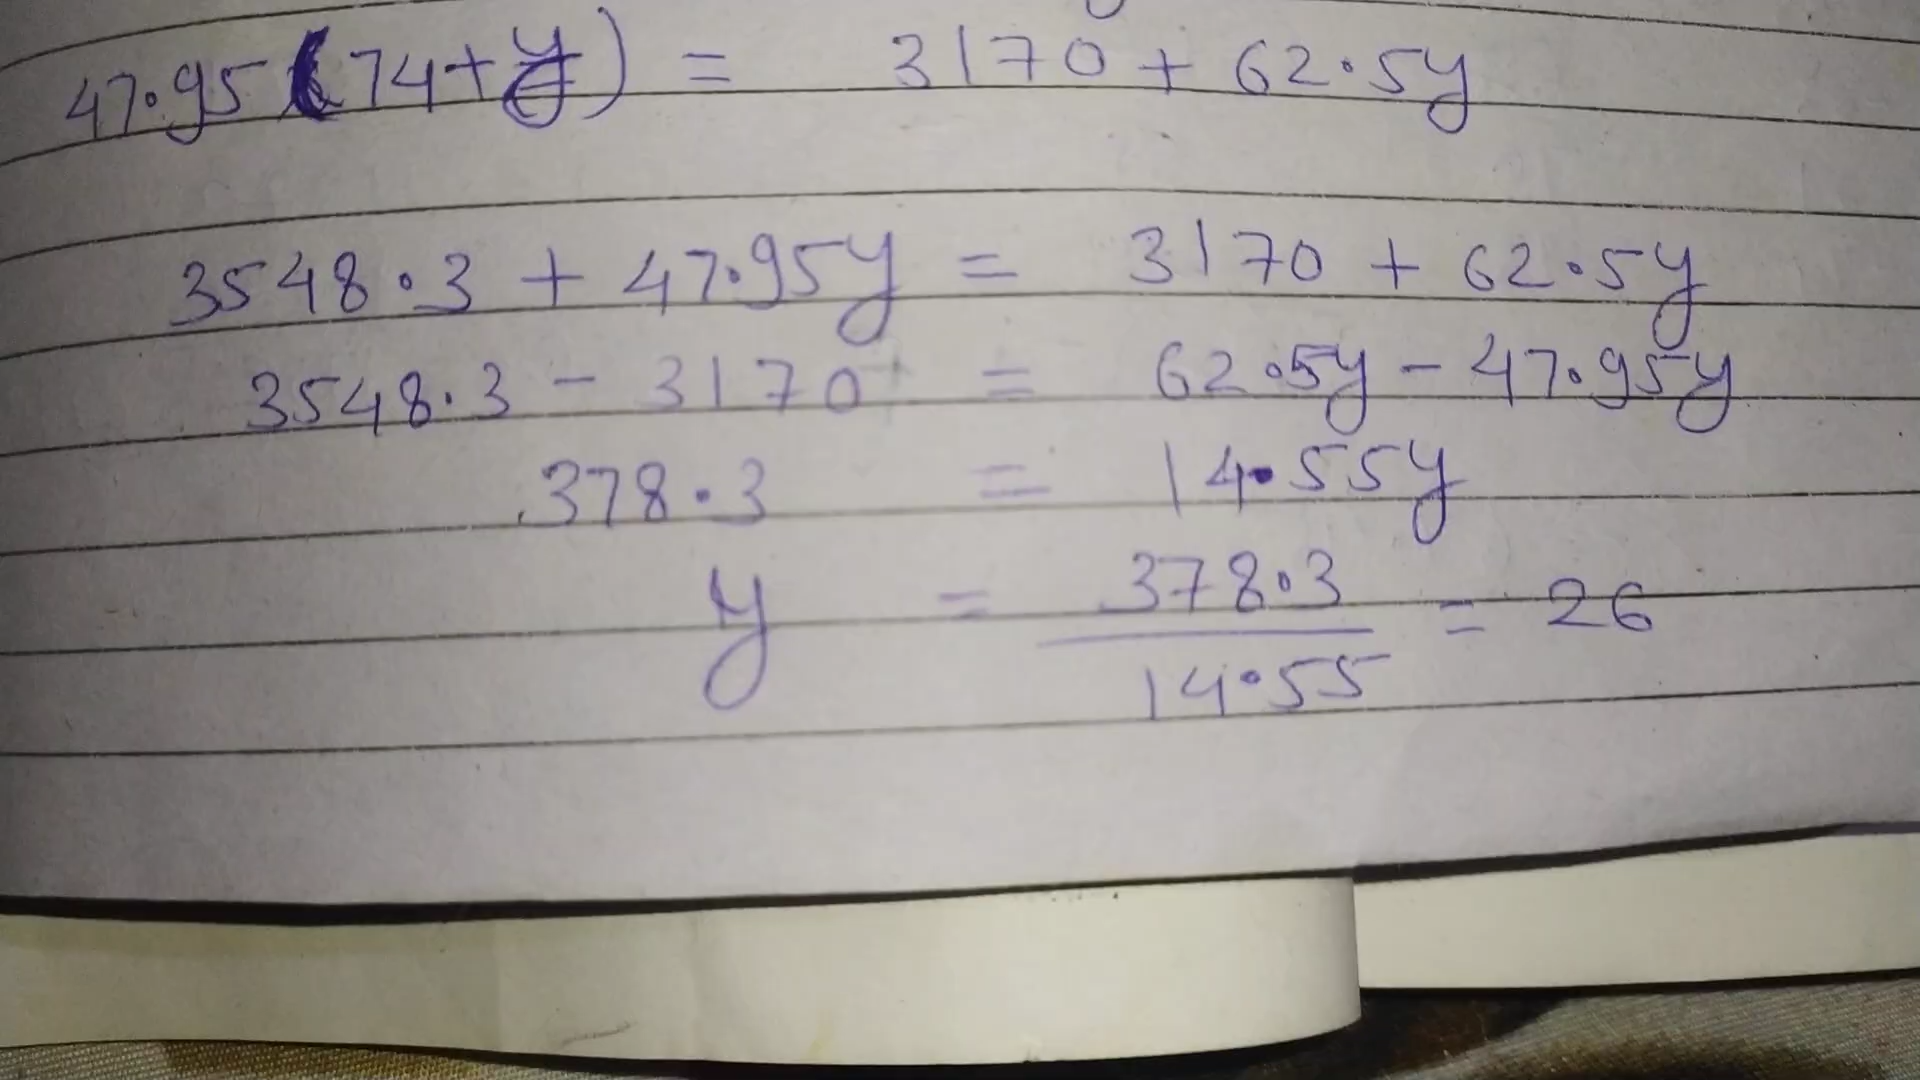 47.95(74+y) = 3170 + 62.5y
3548.3 + 47.95y = 3170 + 62.5y
3548.3 - 3170 = 62.5y - 47.95y
378.3 = 14.55y
y = 378.3/14.55 = 26